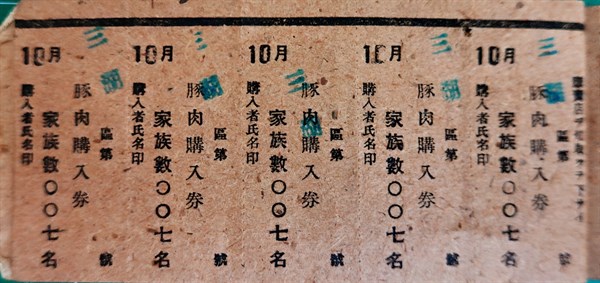 三
區第 號
豚肉購入券
10月
家族數〇〇七名
購入者氏名印
三
區第 號
豚肉購入券
10月
家族數〇〇七名
購入者氏名印
三
區第 號
豚肉購入券
10月
家族數〇〇七名
購入者氏名印
三
區第 號
豚肉購入券
10月
家族數〇〇七名
購入者氏名印
三
區第 號
豚肉購入券
10月
家族數〇〇七名
購入者氏名印